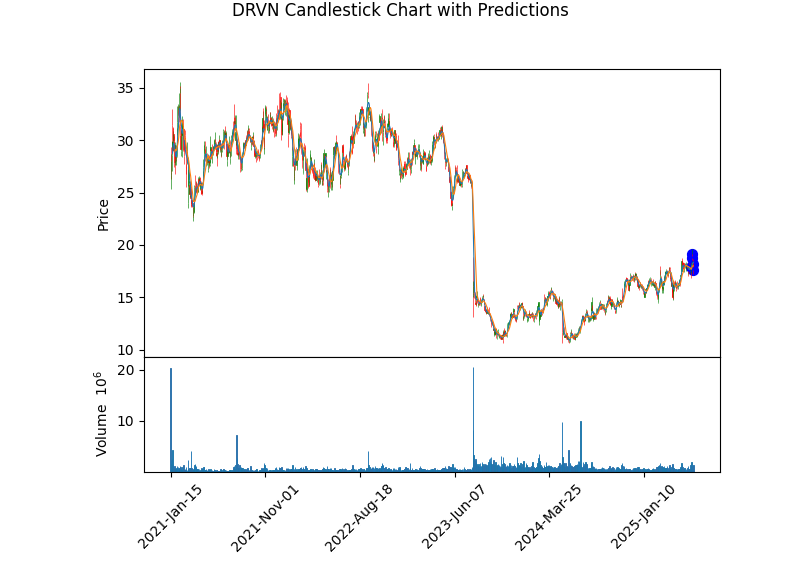 DRVN Candlestick Chart with Predictions
35
30
25
20
15
10
Price
20
10
Volume 10^6
2021-Jan-15
2021-Nov-01
2022-Aug-18
2023-Jun-07
2024-Mar-25
2025-Jan-10